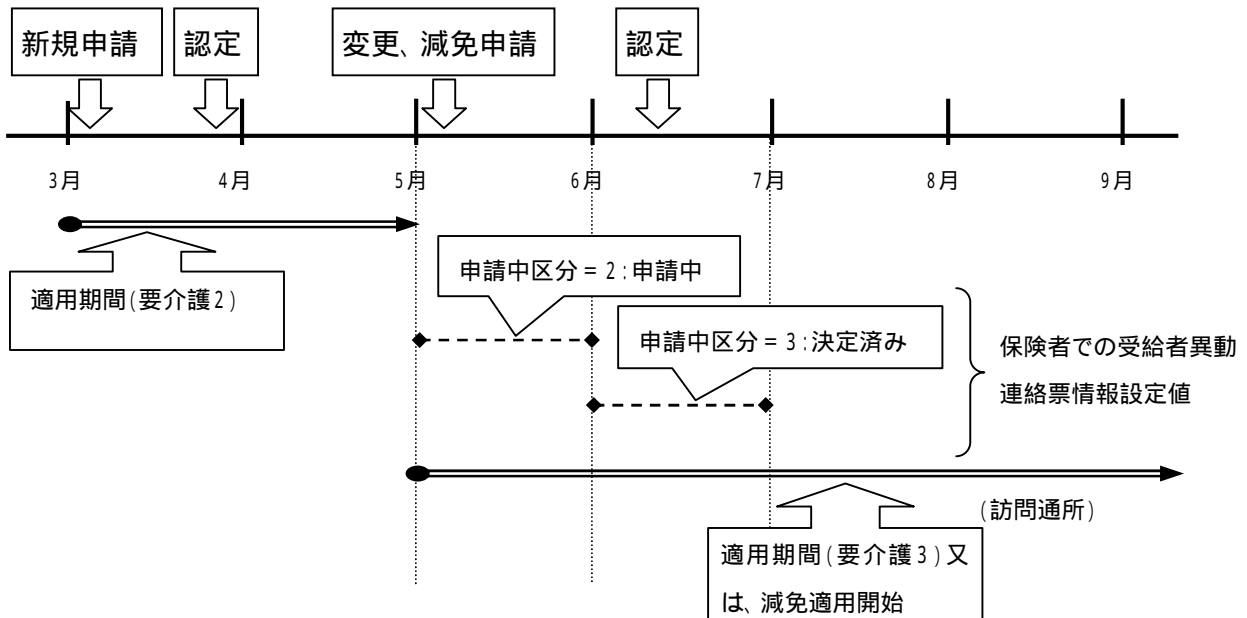 新規申請
認定
変更、減免申請
認定
3月
4月
5月
6月
7月
8月
9月
適用期間(要介護2)
申請中区分=2:申請中
申請中区分=3:決定済み
保険者での受給者異動
連絡票情報設定値
(訪問通所)
適用期間(要介護3)又
は、減免適用開始